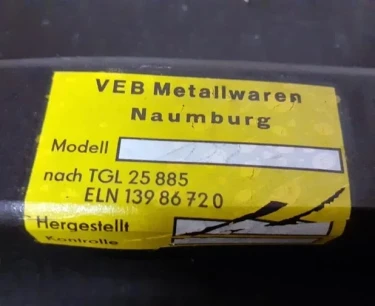 VEB Metallwaren
Naumburg
Modell
nach TGL 25 885
ELN 139 86 72 0
Hergestellt
Kontrolle